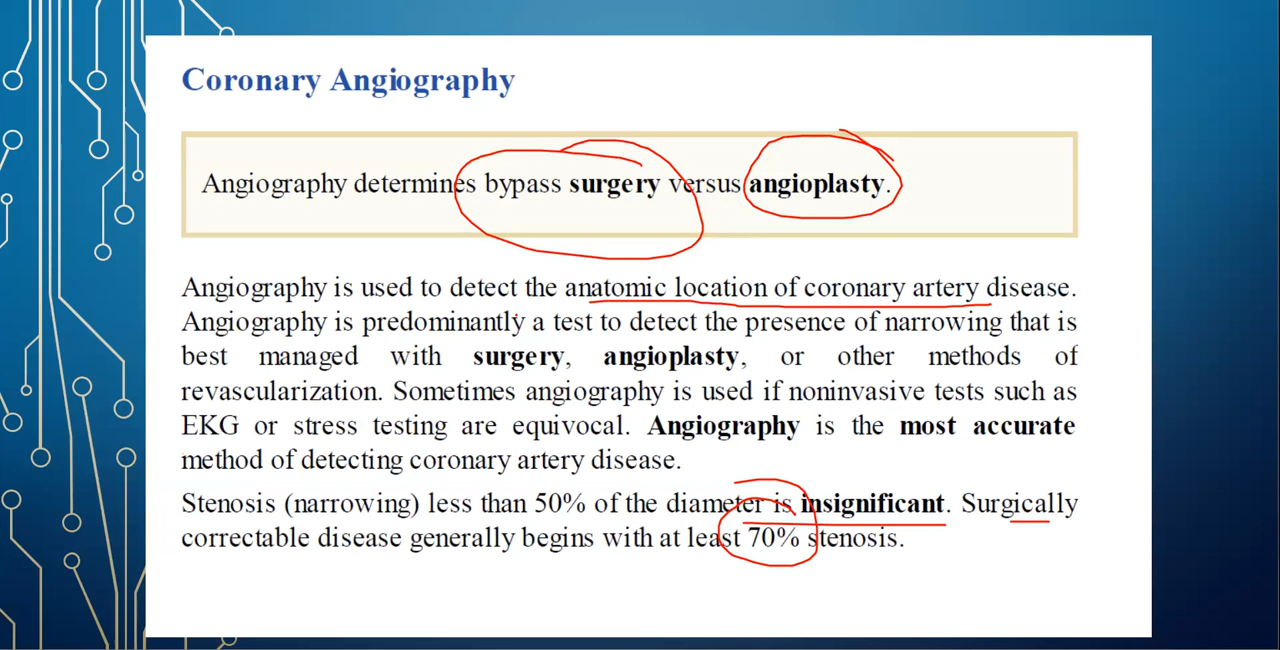 Coronary Angiography
Angiography determines bypass surgery versus angioplasty.
Angiography is used to detect the anatomic location of coronary artery disease.
Angiography is predominantly a test to detect the presence of narrowing that is
best managed with surgery, angioplasty, or other methods of
revascularization. Sometimes angiography is used if noninvasive tests such as
EKG or stress testing are equivocal. Angiography is the most accurate
method of detecting coronary artery disease.
Stenosis (narrowing) less than 50% of the diameter is insignificant. Surgically
correctable disease generally begins with at least 70% stenosis.